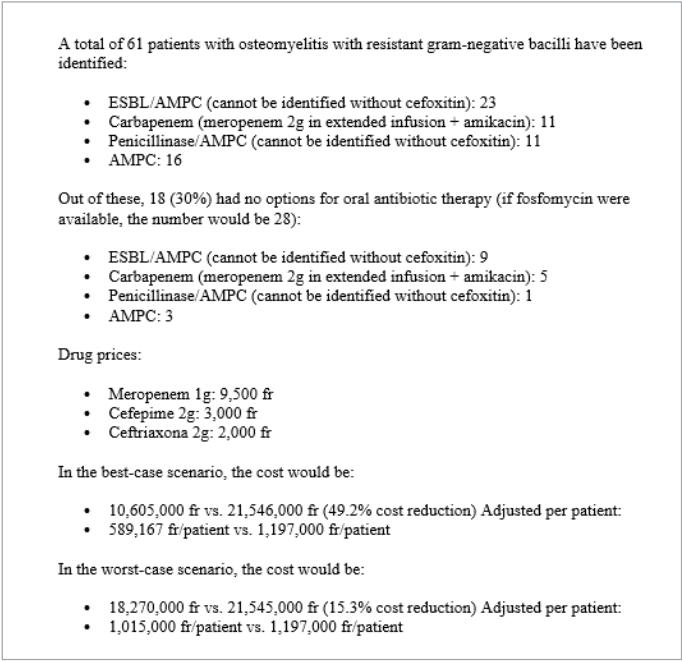 A total of 61 patients with osteomyelitis with resistant gram-negative bacilli have been
identified:
• ESBL/AMPC (cannot be identified without cefoxitin): 23
• Carbapenem (meropenem 2g in extended infusion + amikacin): 11
• Penicillinase/AMPC (cannot be identified without cefoxitin): 11
• AMPC: 16
Out of these, 18 (30%) had no options for oral antibiotic therapy (if fosfomycin were
available, the number would be 28):
• ESBL/AMPC (cannot be identified without cefoxitin): 9
• Carbapenem (meropenem 2g in extended infusion + amikacin): 5
• Penicillinase/AMPC (cannot be identified without cefoxitin): 1
• AMPC: 3
Drug prices:
• Meropenem 1g: 9,500 fr
• Cefepime 2g: 3,000 fr
• Ceftriaxona 2g: 2,000 fr
In the best-case scenario, the cost would be:
• 10,605,000 fr vs. 21,546,000 fr (49.2% cost reduction) Adjusted per patient:
• 589,167 fr/patient vs. 1,197,000 fr/patient
In the worst-case scenario, the cost would be:
• 18,270,000 fr vs. 21,545,000 fr (15.3% cost reduction) Adjusted per patient:
• 1,015,000 fr/patient vs. 1,197,000 fr/patient